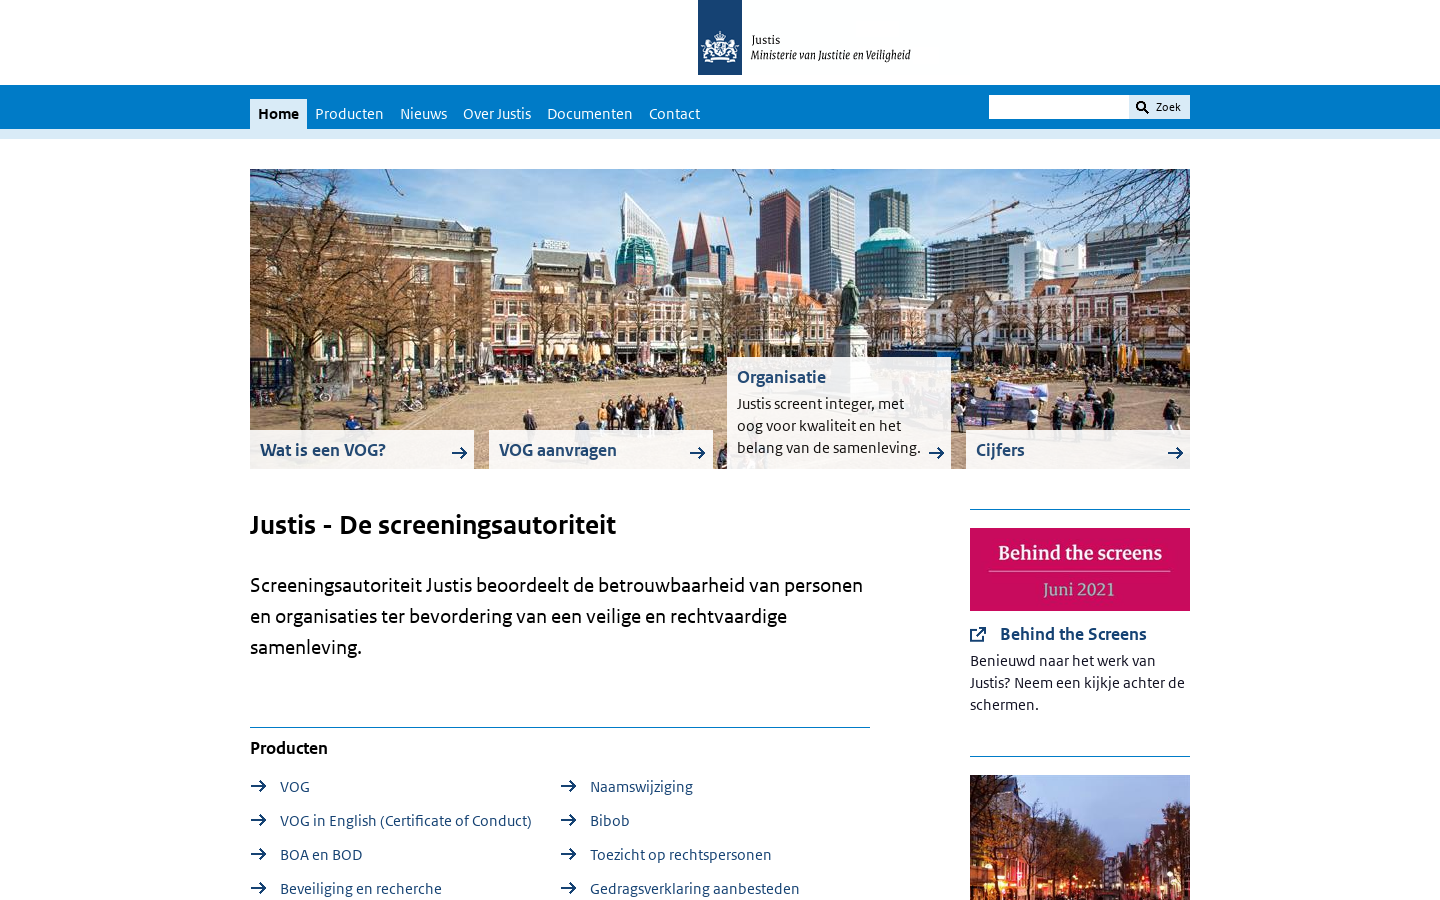 Justis
Ministerie van Justitie en Veiligheid
Home
Producten
Nieuws
Over Justis
Documenten
Contact
Zoek
Wat is een VOG?
VOG aanvragen
Organisatie
Justis screent integer, met
oog voor kwaliteit en het
belang van de samenleving.
Cijfers
Justis - De screeningsautoriteit
Screeningsautoriteit Justis beoordeelt de betrouwbaarheid van personen
en organisaties ter bevordering van een veilige en rechtvaardige
samenleving.
Producten
VOG
VOG in English (Certificate of Conduct)
BOA en BOD
Beveiliging en recherche
Naamswijziging
Bibob
Toezicht op rechtspersonen
Gedragsverklaring aanbesteden
Behind the screens
Juni 2021
Behind the Screens
Benieuwd naar het werk van
Justis? Neem een kijkje achter de
schermen.